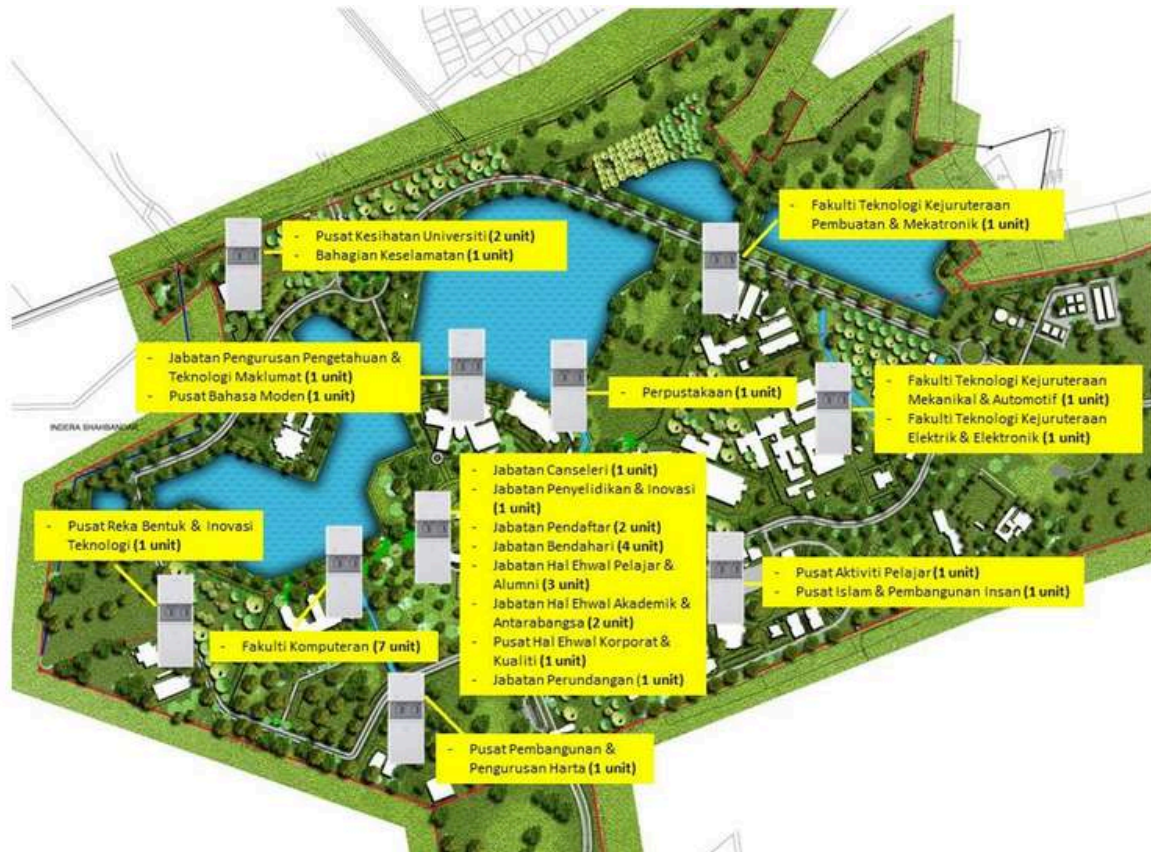 - Fakulti Teknologi Kejuruteraan
Pembuatan & Mekatronik (1 unit)
- Pusat Kesihatan Universiti (2 unit)
- Bahagian Keselamatan (1 unit)
- Jabatan Pengurusan Pengetahuan &
Teknologi Maklumat (1 unit)
- Pusat Bahasa Moden (1 unit)
- Perpustakaan (1 unit)
- Fakulti Teknologi Kejuruteraan
Mekanikal & Automotif (1 unit)
- Fakulti Teknologi Kejuruteraan
Elektrik & Elektronik (1 unit)
INDERA SHAHBANDAR
- Jabatan Canseleri (1 unit)
- Jabatan Penyelidikan & Inovasi
(1 unit)
- Jabatan Pendaftar (2 unit)
- Jabatan Bendahari (4 unit)
- Jabatan Hal Ehwal Pelajar &
Alumni (3 unit)
- Jabatan Hal Ehwal Akademik &
Antarabangsa (2 unit)
- Pusat Hal Ehwal Korporat &
Kualiti (1 unit)
- Jabatan Perundangan (1 unit)
- Pusat Reka Bentuk & Inovasi
Teknologi (1 unit)
- Pusat Aktiviti Pelajar (1 unit)
- Pusat Islam & Pembangunan Insan (1 unit)
- Fakulti Komputeran (7 unit)
- Pusat Pembangunan &
Pengurusan Harta (1 unit)